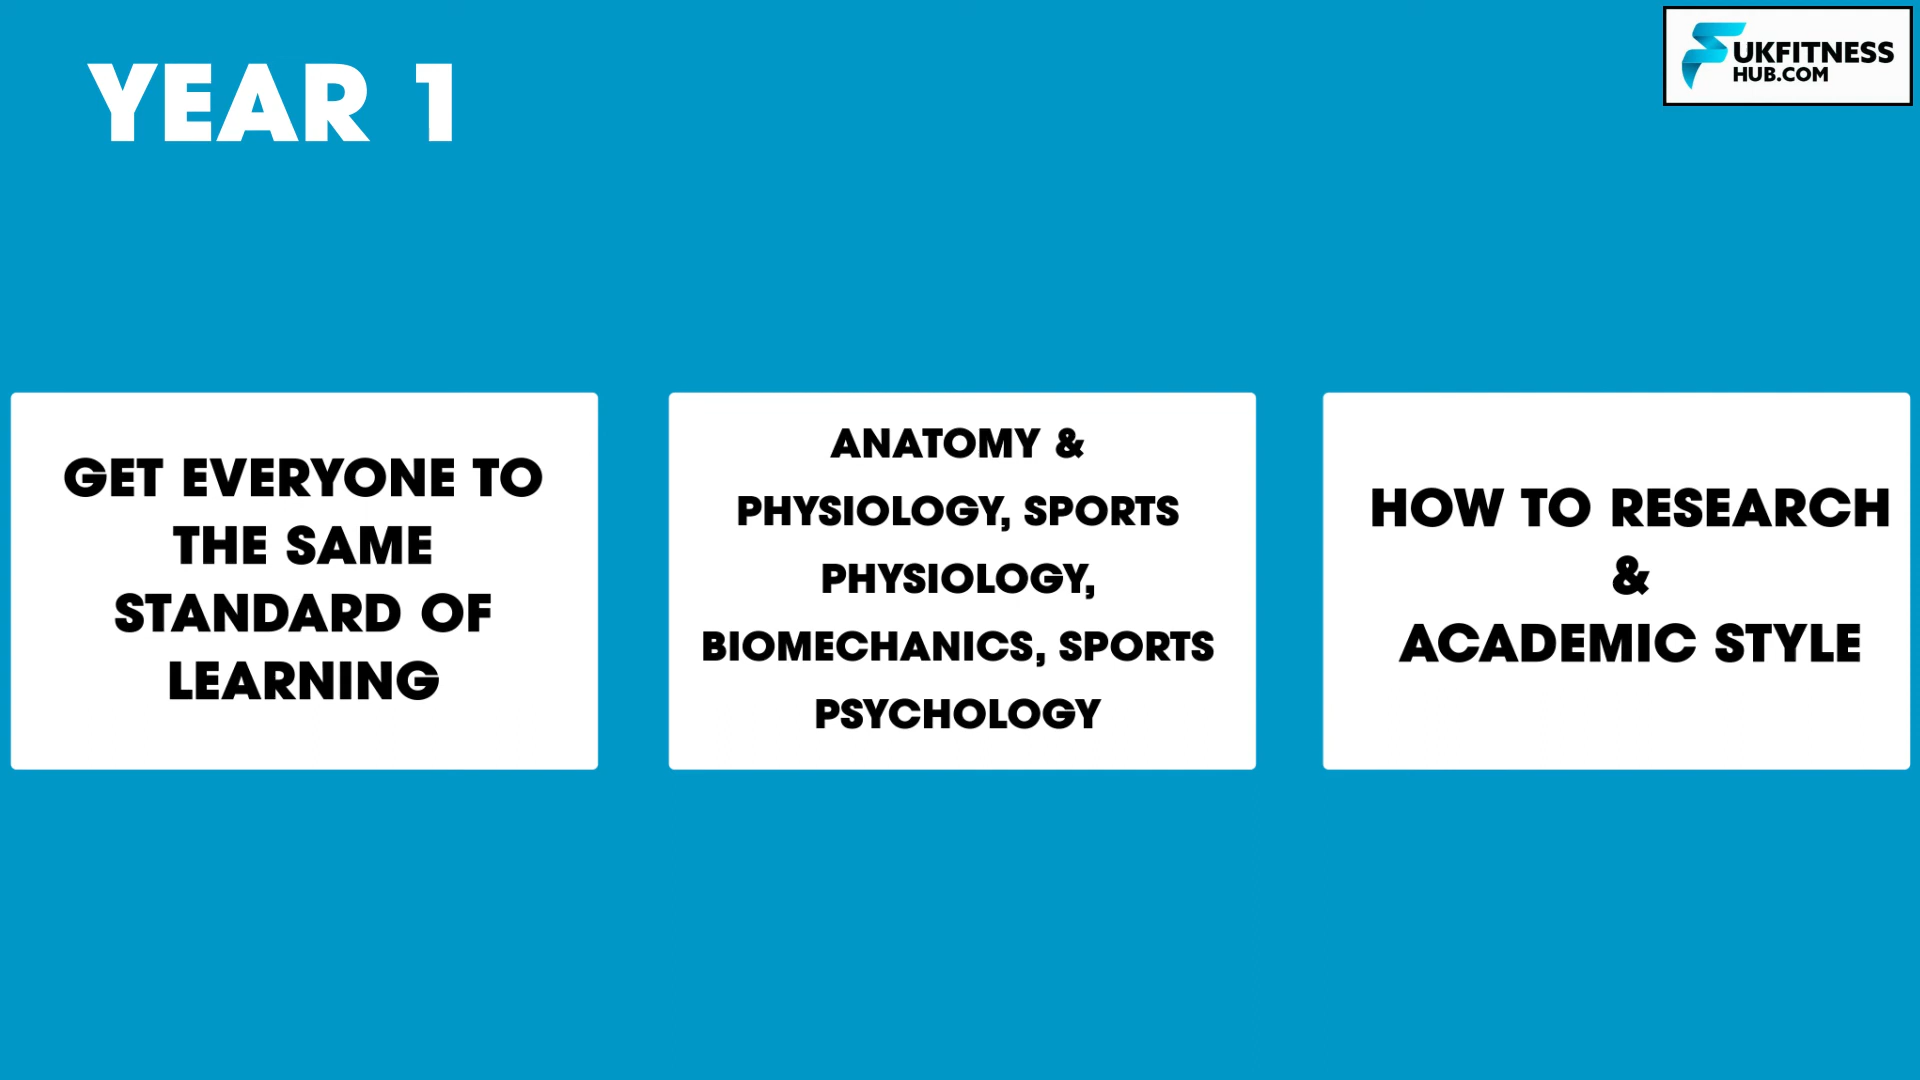 YEAR 1
UKFITNESS
HUB.COM
GET EVERYONE TO
THE SAME
STANDARD OF
LEARNING
ANATOMY &
PHYSIOLOGY, SPORTS
PHYSIOLOGY,
BIOMECHANICS, SPORTS
PSYCHOLOGY
HOW TO RESEARCH
&
ACADEMIC STYLE